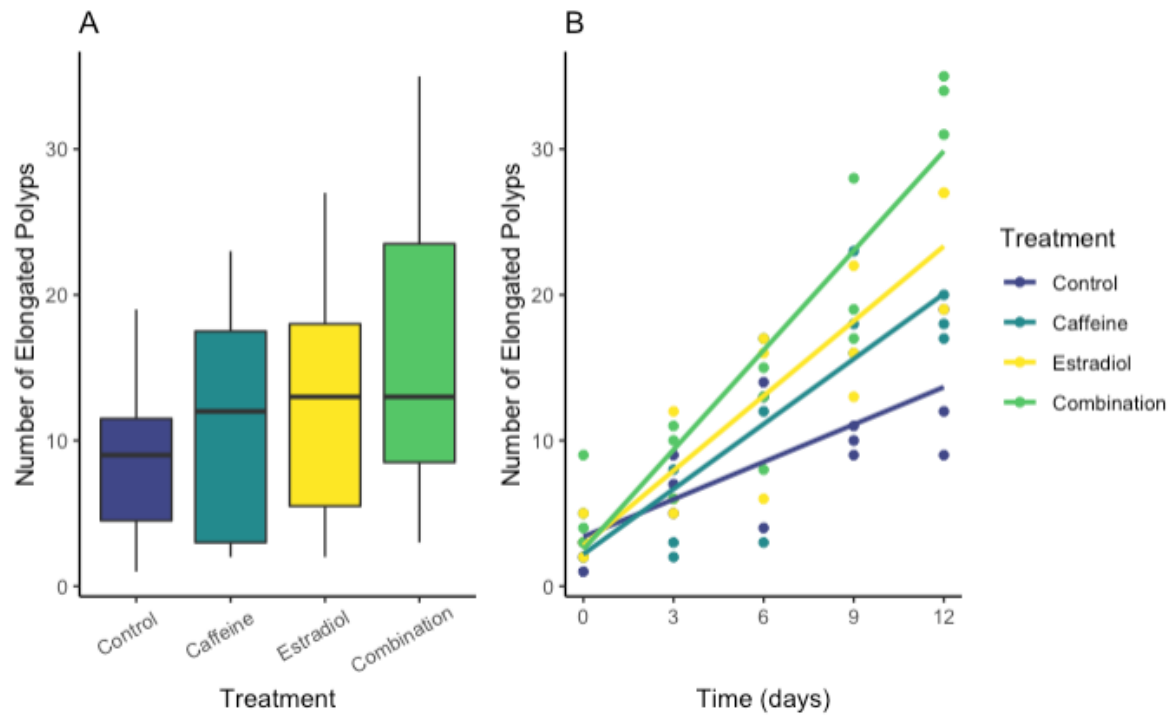 A
Number of Elongated Polyps
30
20
10
0
Control
Caffeine
Estradiol
Combination
Treatment
B
Number of Elongated Polyps
30
20
10
0
0
3
6
9
12
Time (days)
Treatment
Control
Caffeine
Estradiol
Combination